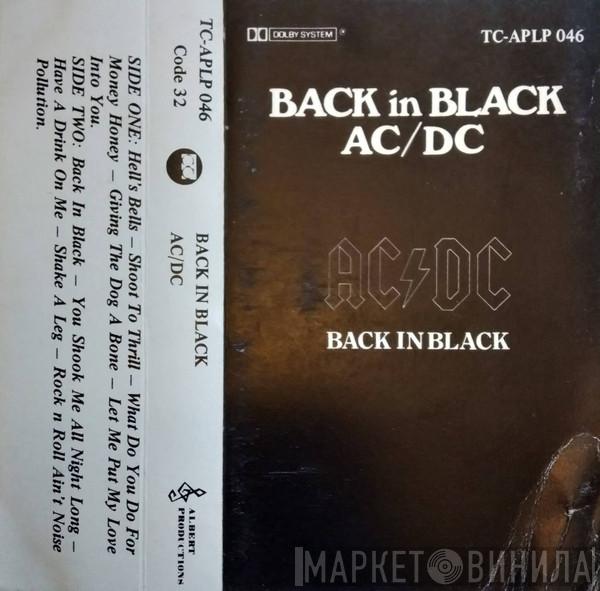 TC-APLP 046
Code 32
BACK IN BLACK
AC/DC
ALBERT
PRODUCTIONS
SIDE ONE: Hell's Bells – Shoot To Thrill – What Do You Do For
Money Honey – Giving The Dog A Bone – Let Me Put My Love
Into You.
SIDE TWO: Back In Black – You Shook Me All Night Long –
Have A Drink On Me – Shake A Leg – Rock n Roll Ain't Noise
Pollution.
DOLBY SYSTEM
TC-APLP 046
BACK in BLACK
AC/DC
AC/DC
BACK IN BLACK
МАРКЕТ ВИНИЛА